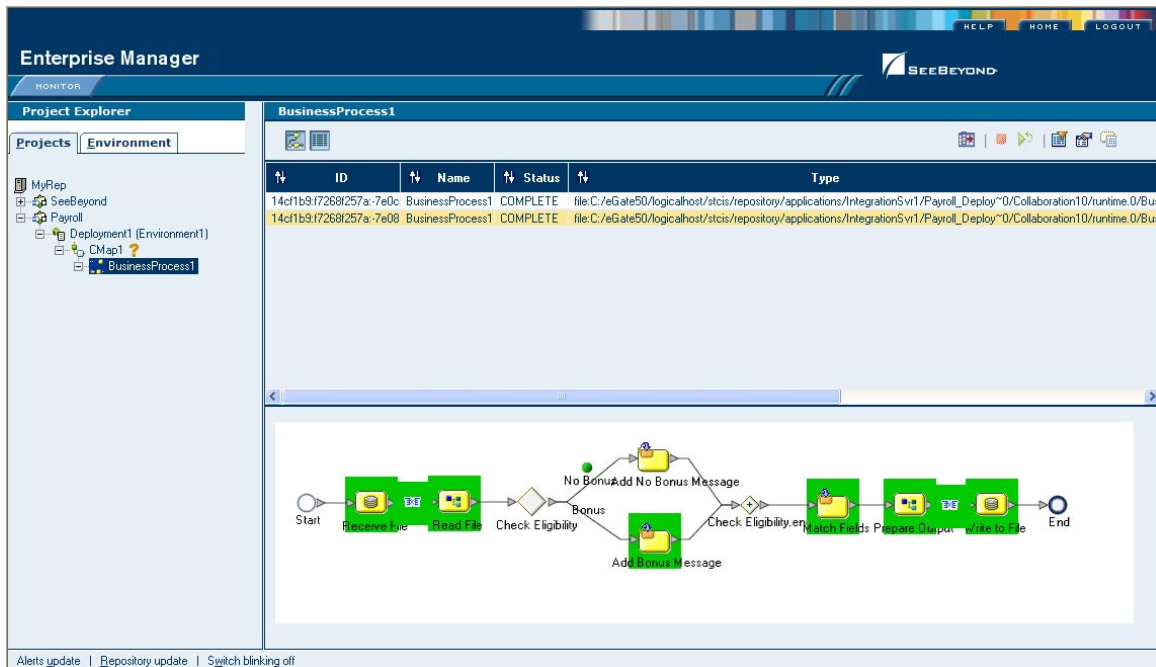 HELP HOME LOGOUT
Enterprise Manager
SEEBEYOND
MONITOR
Project Explorer
BusinessProcess1
Projects Environment
ID Name Status Type
MyRep
SeeBeyond
14cf1b9:f7268f257a:-7e0c BusinessProcess1 COMPLETE file:C:/eGate50/logicalhost/stcis/repository/applications/IntegrationSvr1/Payroll_Deploy~0/Collaboration10/runtime.0/Bus
Payroll
14cf1b9:f7268f257a:-7e08 BusinessProcess1 COMPLETE file:C:/eGate50/logicalhost/stcis/repository/applications/IntegrationSvr1/Payroll_Deploy~0/Collaboration10/runtime.0/Bus
Deployment1 (Environment1)
CMap1 ?
BusinessProcess1
No Bonus Add No Bonus Message
Bonus
Start Receive File Read File Check Eligibility Check Eligibility.en Match Fields Prepare Output Write to File End
Add Bonus Message
Alerts update | Repository update | Switch blinking off